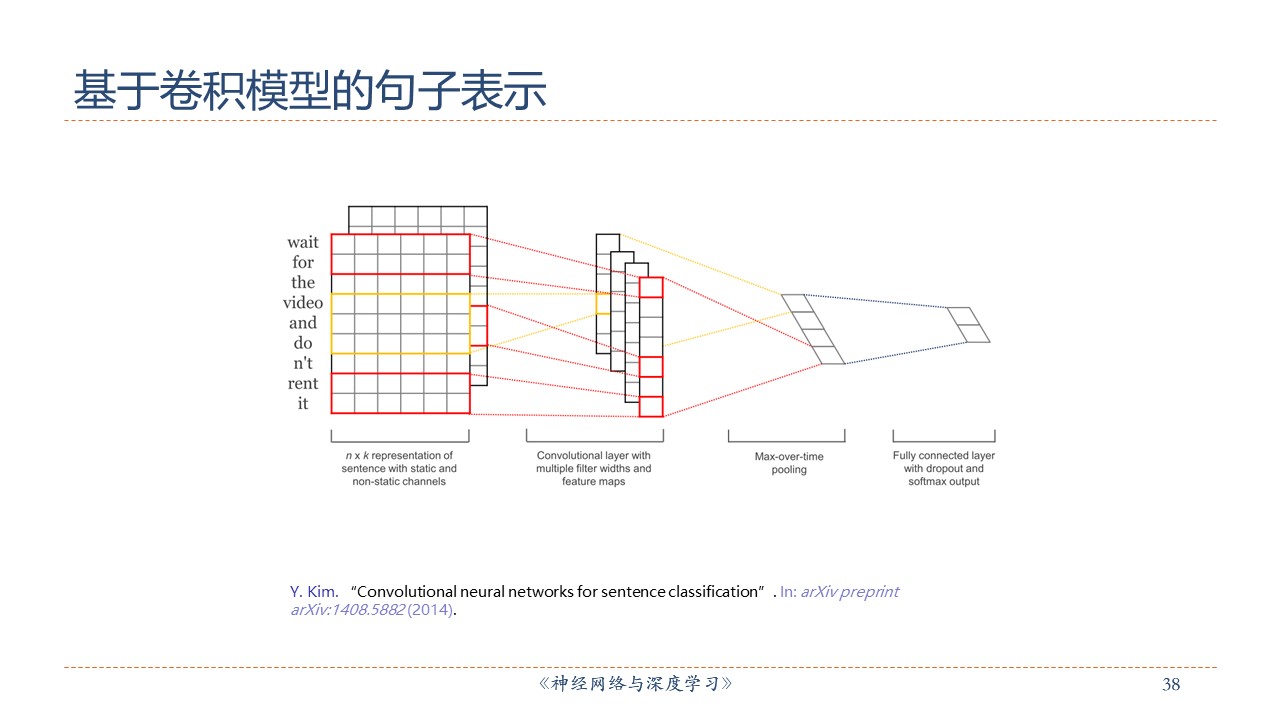 基于卷积模型的句子表示
wait
for
the
video
and
do
n't
rent
it
n x k representation of
sentence with static and
non-static channels
Convolutional layer with
multiple filter widths and
feature maps
Max-over-time
pooling
Fully connected layer
with dropout and
softmax output
Y. Kim. “Convolutional neural networks for sentence classification”. In: arXiv preprint
arXiv:1408.5882 (2014).
《神经网络与深度学习》
38